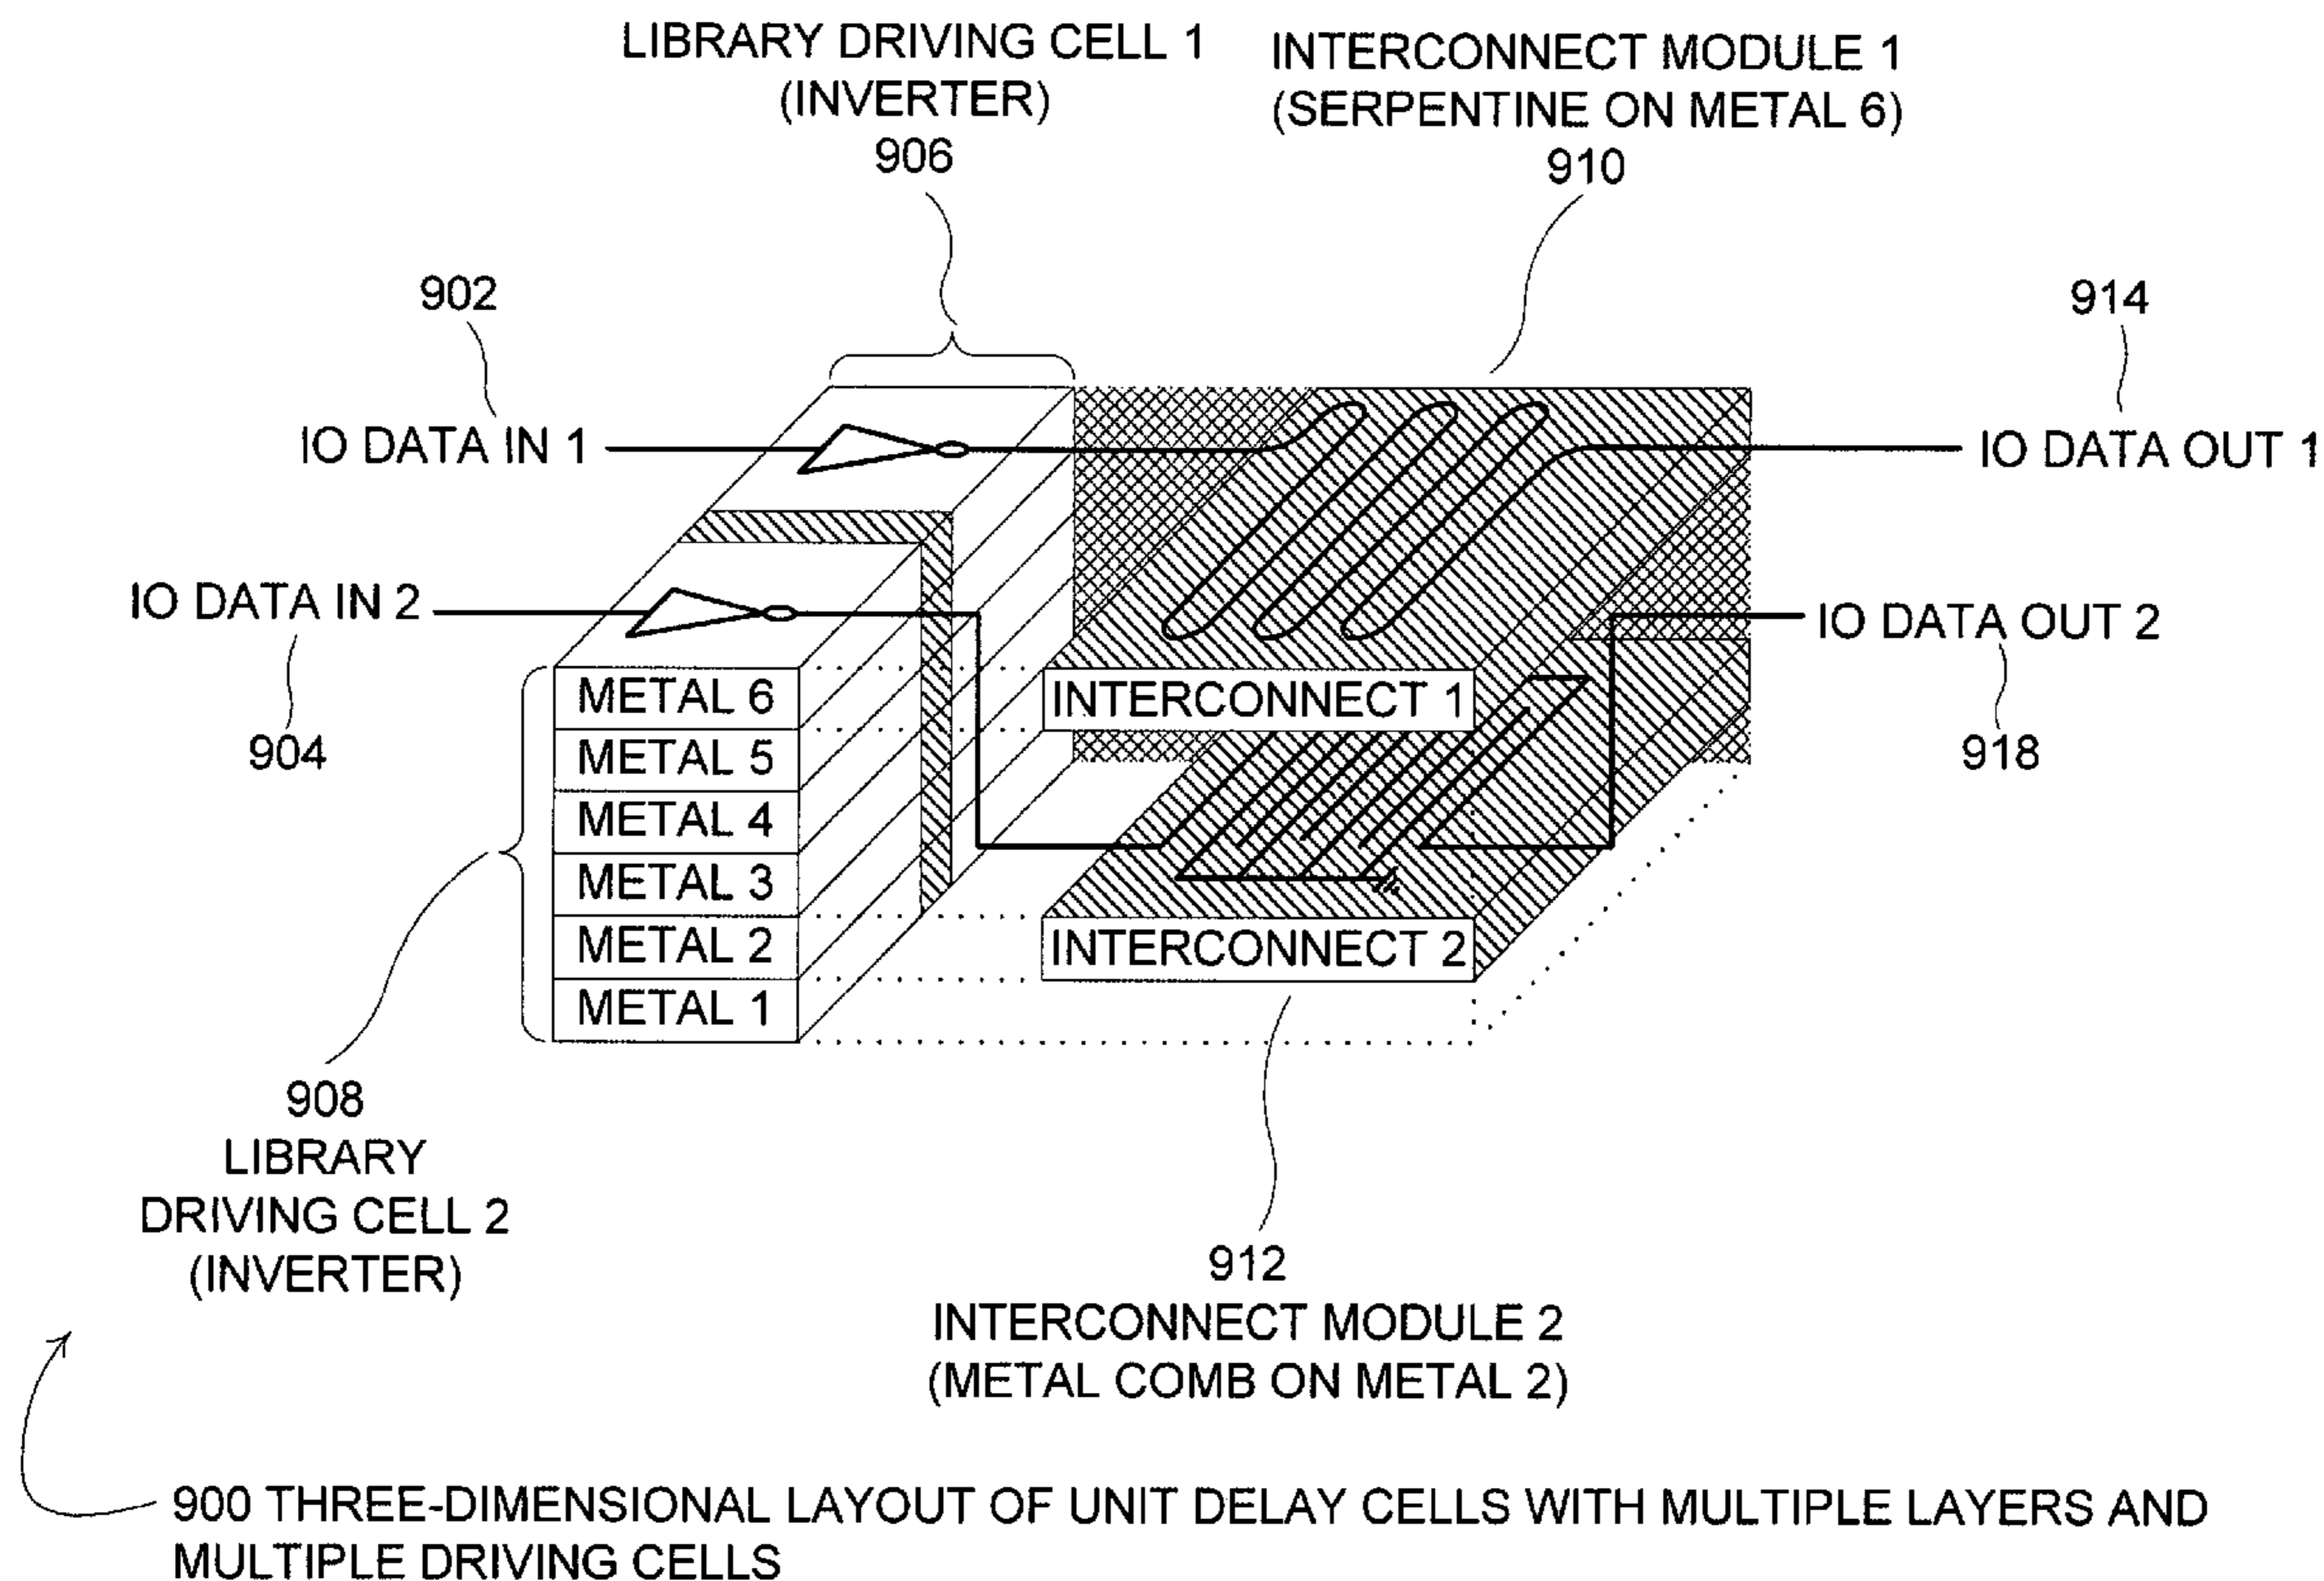 LIBRARY DRIVING CELL 1
(INVERTER)
906
INTERCONNECT MODULE 1
(SERPENTINE ON METAL 6)
910
902
914
IO DATA IN 1
IO DATA OUT 1
IO DATA IN 2
IO DATA OUT 2
904
918
METAL 6
METAL 5
METAL 4
METAL 3
METAL 2
METAL 1
INTERCONNECT 1
INTERCONNECT 2
908
LIBRARY
DRIVING CELL 2
(INVERTER)
912
INTERCONNECT MODULE 2
(METAL COMB ON METAL 2)
900 THREE-DIMENSIONAL LAYOUT OF UNIT DELAY CELLS WITH MULTIPLE LAYERS AND
MULTIPLE DRIVING CELLS